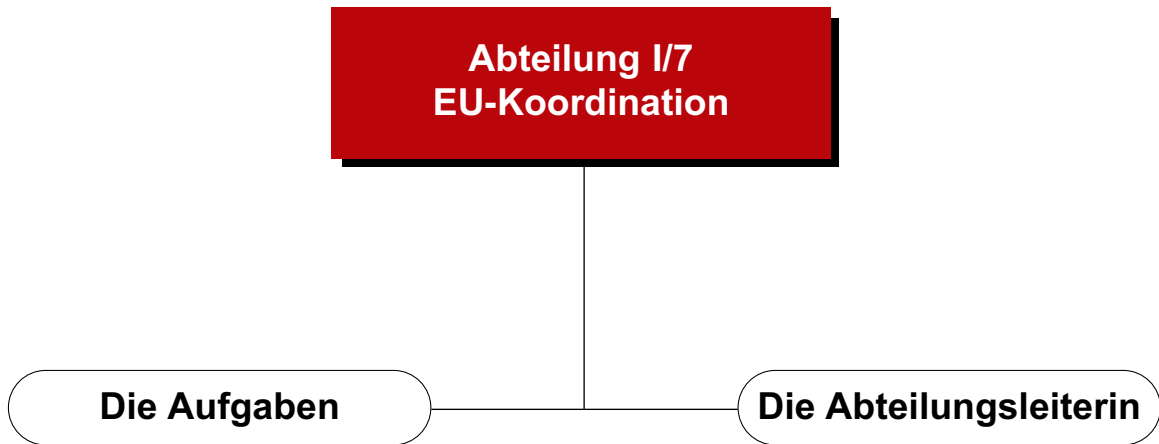 Abteilung I/7
EU-Koordination
Die Aufgaben
Die Abteilungsleiterin